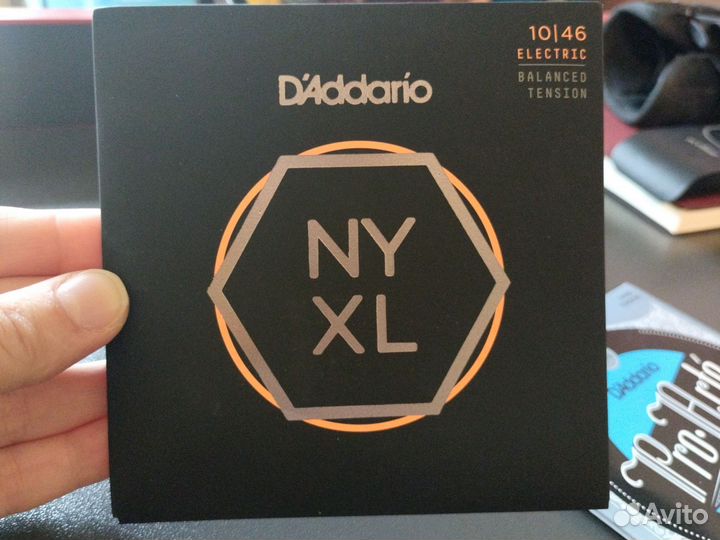 10|46
ELECTRIC
BALANCED
TENSION
D'Addario
NY
XL
D'Addario
Pro·Arté
Avito